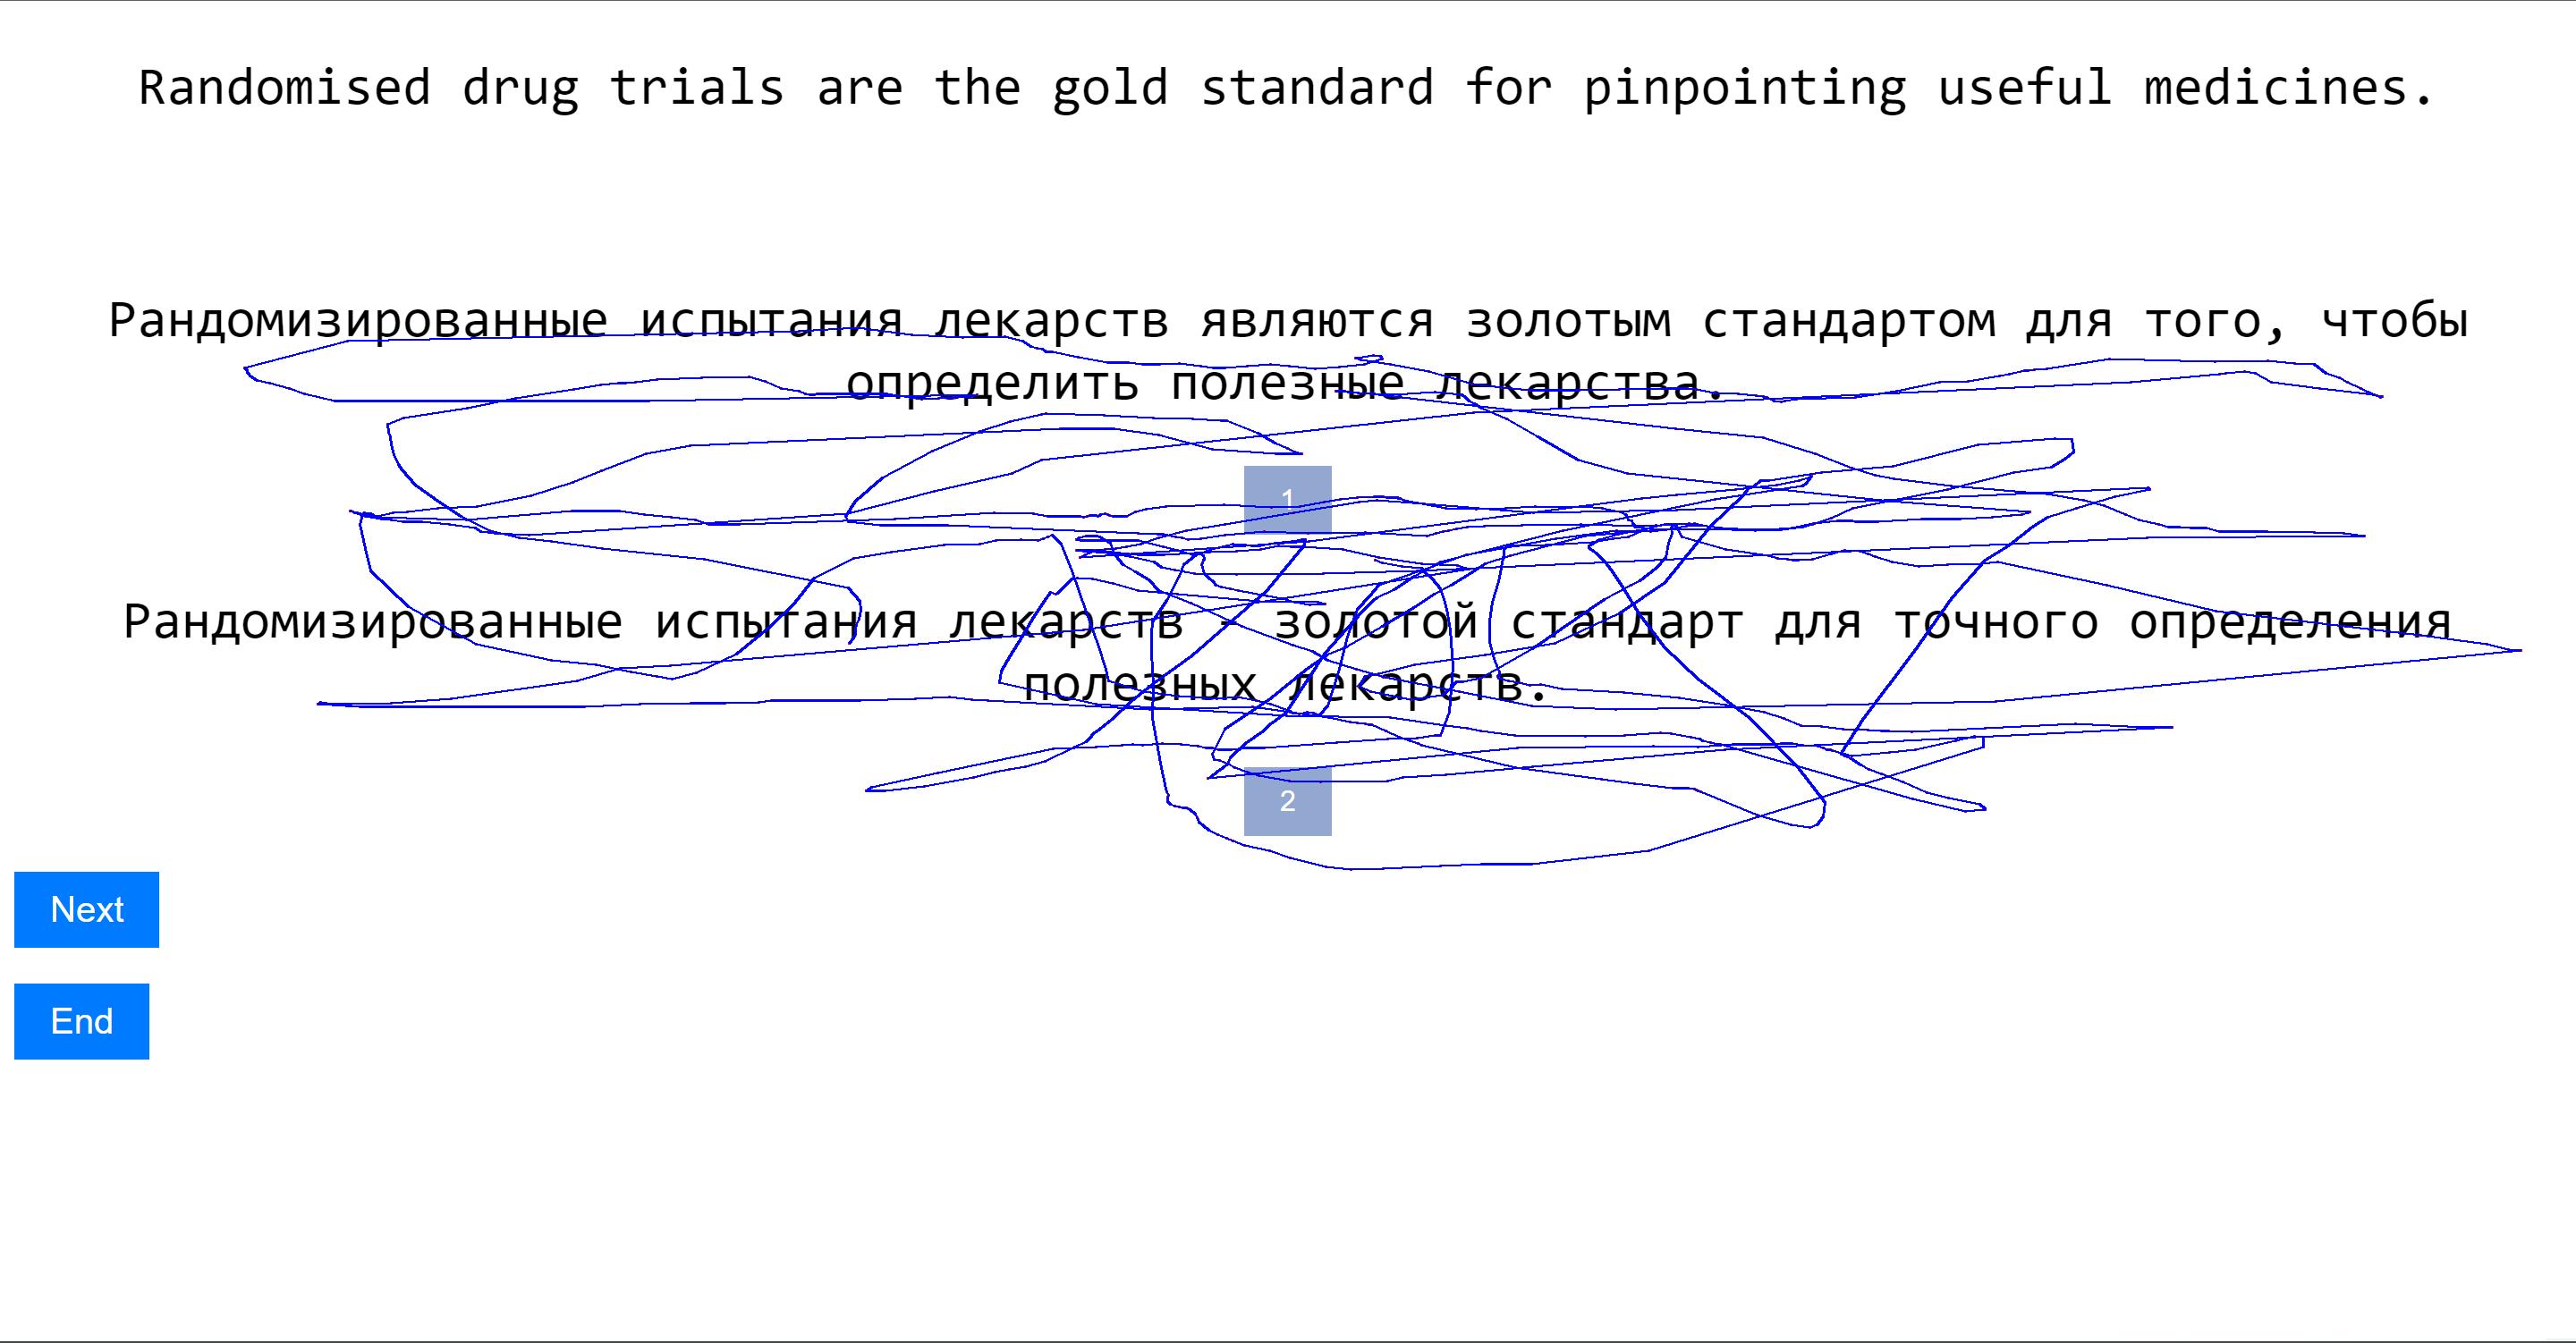 Randomised drug trials are the gold standard for pinpointing useful medicines.
Рандомизированные испытания лекарств являются золотым стандартом для того, чтобы
определить полезные лекарства.
1
Рандомизированные испытания лекарств - золотой стандарт для точного определения
полезных лекарств.
2
Next
End